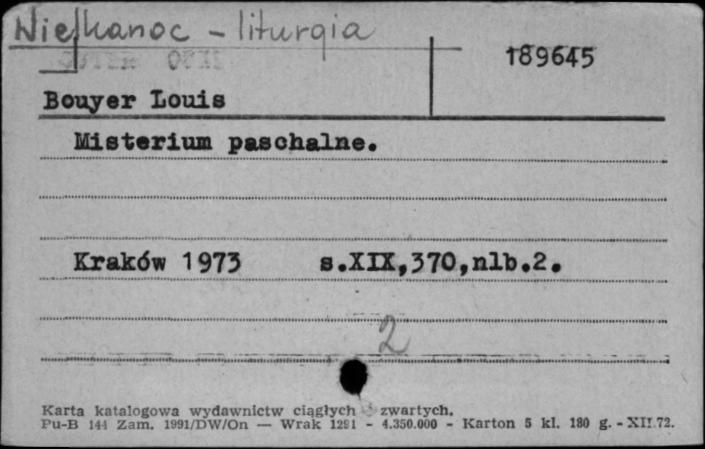 Wielkanoc - liturgia
189645
Bouyer Louis
Misterium paschalne.
Kraków 1973 s.XIX,370,nlb.2.
2
Karta katalogowa wydawnictw ciągłych zwartych.
Pu-B 144 Zam. 1991/DW/On — Wrak 1291 - 4.350.000 - Karton 5 kl. 180 g. - XII.72.